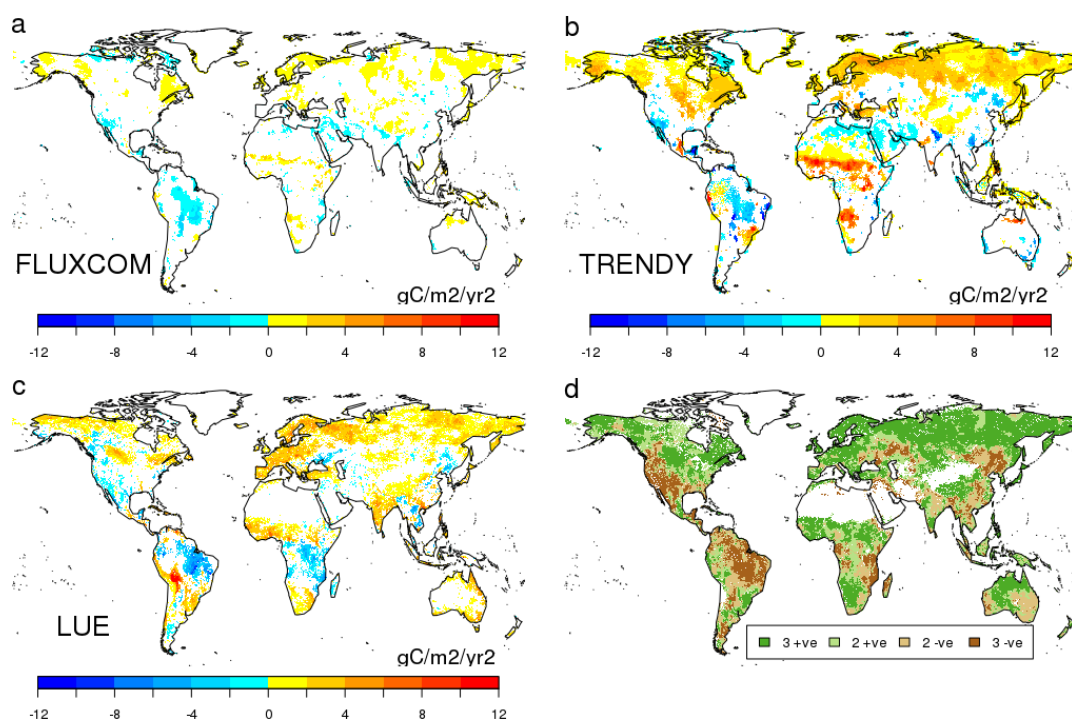 a
FLUXCOM
gC/m2/yr2
-12 -8 -4 0 4 8 12
b
TRENDY
gC/m2/yr2
-12 -8 -4 0 4 8 12
c
LUE
gC/m2/yr2
-12 -8 -4 0 4 8 12
d
3 +ve 2 +ve 2 -ve 3 -ve